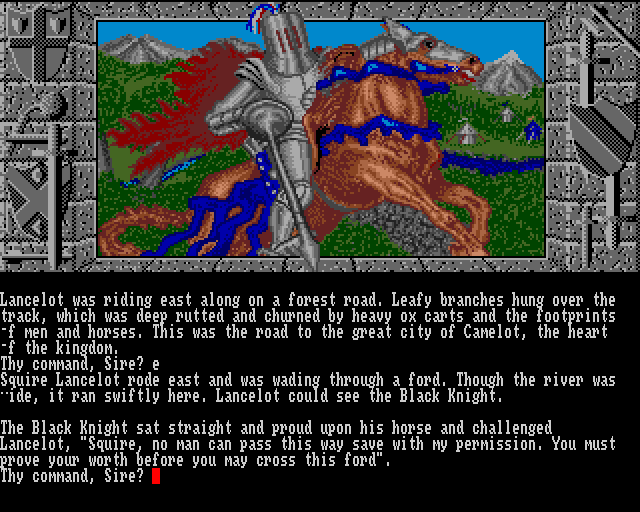 Lancelot was riding east along on a forest road. Leafy branches hung over the
track, which was deep rutted and churned by heavy ox carts and the footprints
-f men and horses. This was the road to the great city of Camelot, the heart
-f the kingdom.
Thy command, Sire? e
Squire Lancelot rode east and was wading through a ford. Though the river was
ide, it ran swiftly here. Lancelot could see the Black Knight.
The Black Knight sat straight and proud upon his horse and challenged
Lancelot, "Squire, no man can pass this way save with my permission. You must
prove your worth before you may cross this ford".
Thy command, Sire?